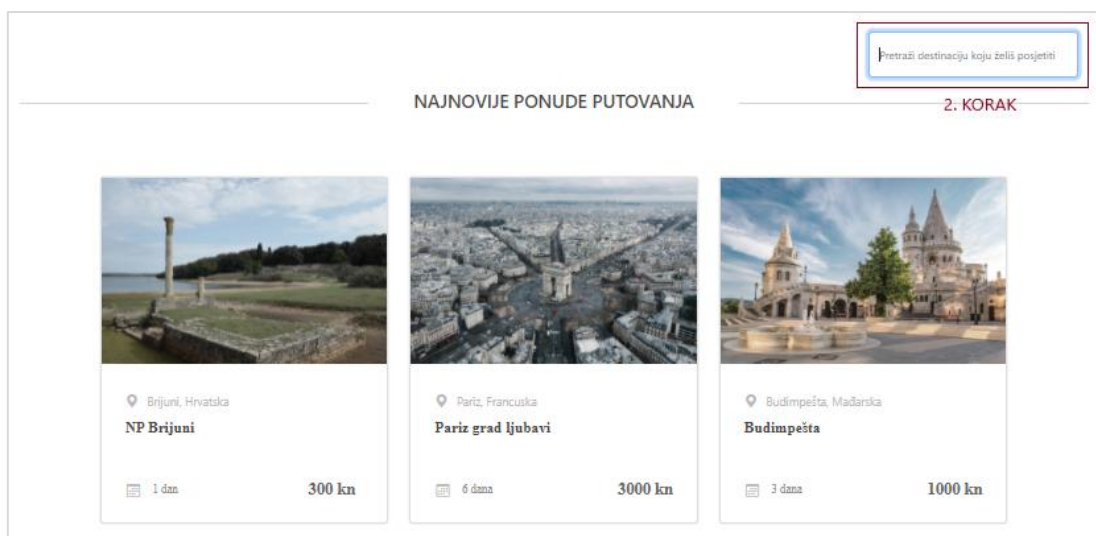 Pretraži destinaciju koju želiš posjetiti
NAJNOVIJE PONUDE PUTOVANJA
2. KORAK
Brijuni, Hrvatska
NP Brijuni
1 dan
300 kn
Pariz, Francuska
Pariz grad ljubavi
6 dana
3000 kn
Budimpešta, Mađarska
Budimpešta
3 dana
1000 kn